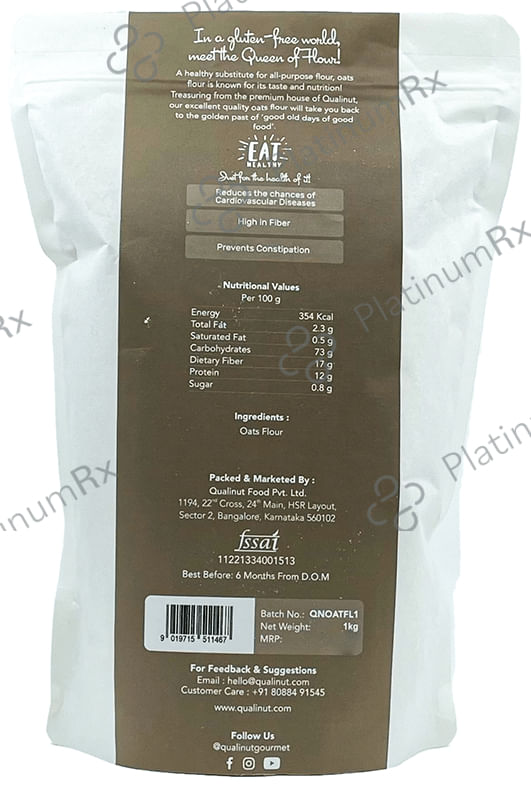 In a gluten-free world,
meet the Queen of Flour!
A healthy substitute for all-purpose flour, oats
flour is known for its taste and nutrition!
Treasuring from the premium house of Qualinut,
our excellent quality oats flour will take you back
to the golden past of 'good old days of good
food'.
EAT
HEALTHY
Just for the health of it!
Reduces the chances of
Cardiovascular Diseases
High in Fiber
Prevents Constipation
Nutritional Values
Per 100 g
Energy 354 Kcal
Total Fat 2.3 g
Saturated Fat 0.5 g
Carbohydrates 73 g
Dietary Fiber 17 g
Protein 12 g
Sugar 0.8 g
Ingredients :
Oats Flour
Packed & Marketed By :
Qualinut Food Pvt. Ltd.
1194, 22nd Cross, 24th Main, HSR Layout,
Sector 2, Bangalore, Karnataka 560102
fssai
11221334001513
Best Before: 6 Months From D.O.M
9 019715 511467
Batch No.: QNOATFL1
Net Weight: 1kg
MRP:
For Feedback & Suggestions
Email : hello@qualinut.com
Customer Care : +91 80884 91545
www.qualinut.com
Follow Us
@qualinutgourmet
PlatinumRx
PlatinumRx
PlatinumRx
Rx
inumRx
Platin